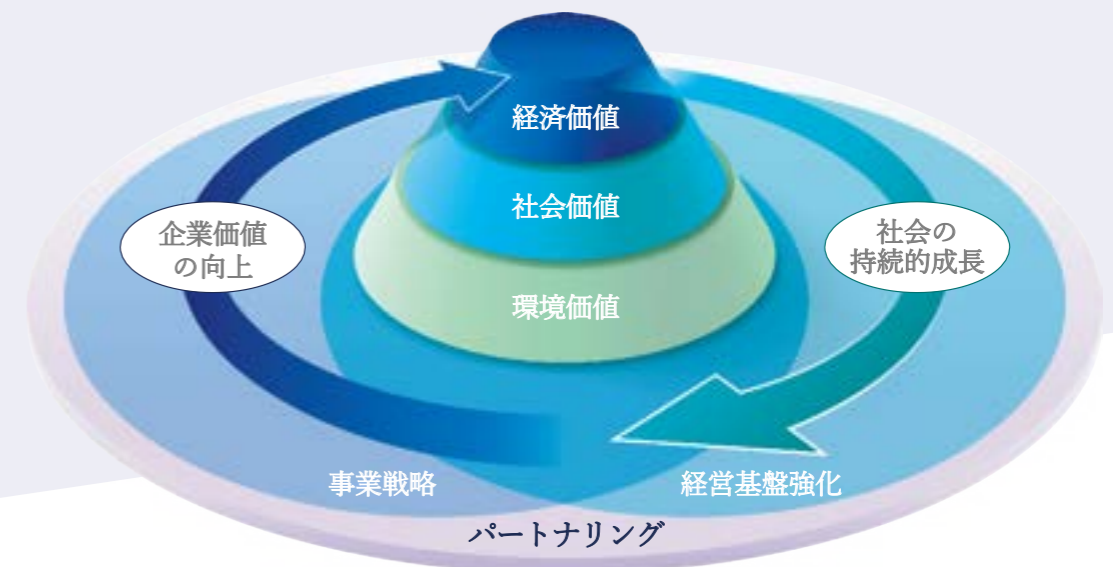 経済価値
社会価値
環境価値
企業価値
の向上
社会の
持続的成長
事業戦略
経営基盤強化
パートナリング